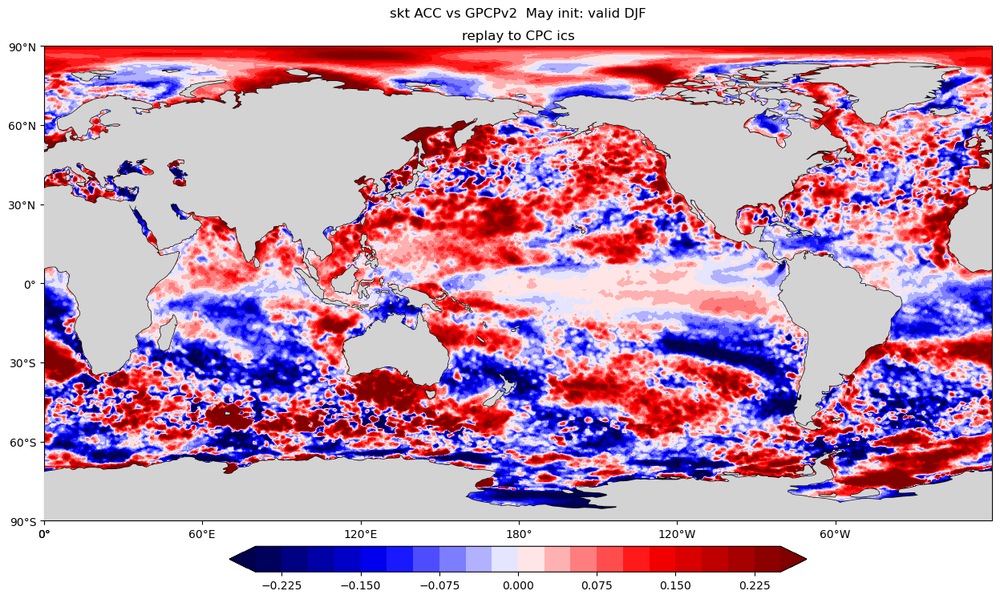 skt ACC vs GPCPv2  May init: valid DJF
replay to CPC ics
90°N
60°N
30°N
0°
30°S
60°S
90°S
0° 60°E 120°E 180° 120°W 60°W
−0.225 −0.150 −0.075 0.000 0.075 0.150 0.225